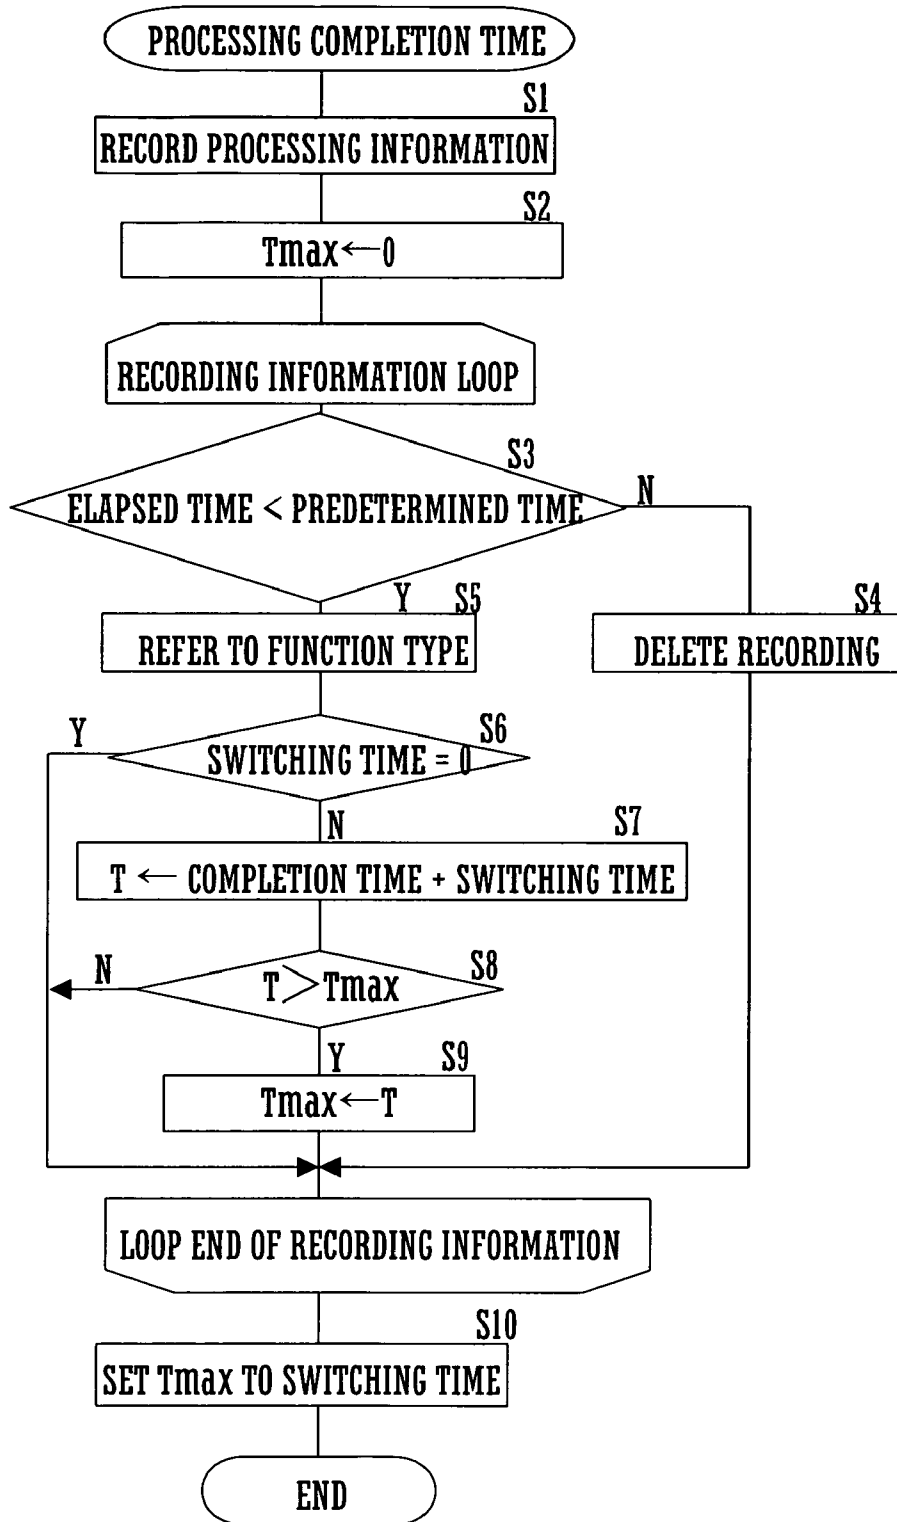 PROCESSING COMPLETION TIME
S1
RECORD PROCESSING INFORMATION
S2
Tmax←0
RECORDING INFORMATION LOOP
S3
ELAPSED TIME < PREDETERMINED TIME
N
Y
S5
REFER TO FUNCTION TYPE
S4
DELETE RECORDING
Y
S6
SWITCHING TIME = 0
N
S7
T ← COMPLETION TIME + SWITCHING TIME
N
S8
T>Tmax
Y
S9
Tmax←T
LOOP END OF RECORDING INFORMATION
S10
SET Tmax TO SWITCHING TIME
END